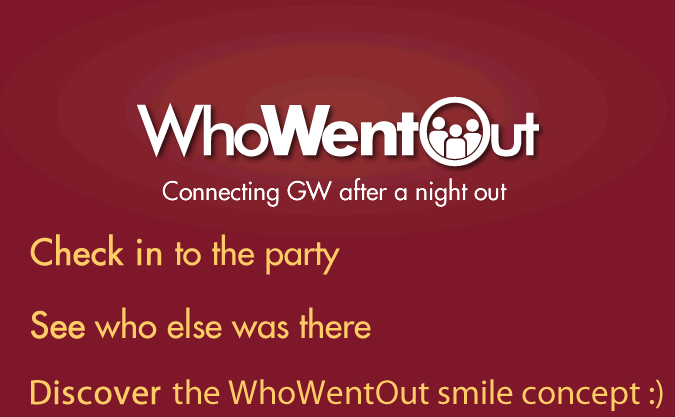 WhoWentOut
Connecting GW after a night out
Check in to the party
See who else was there
Discover the WhoWentOut smile concept :)